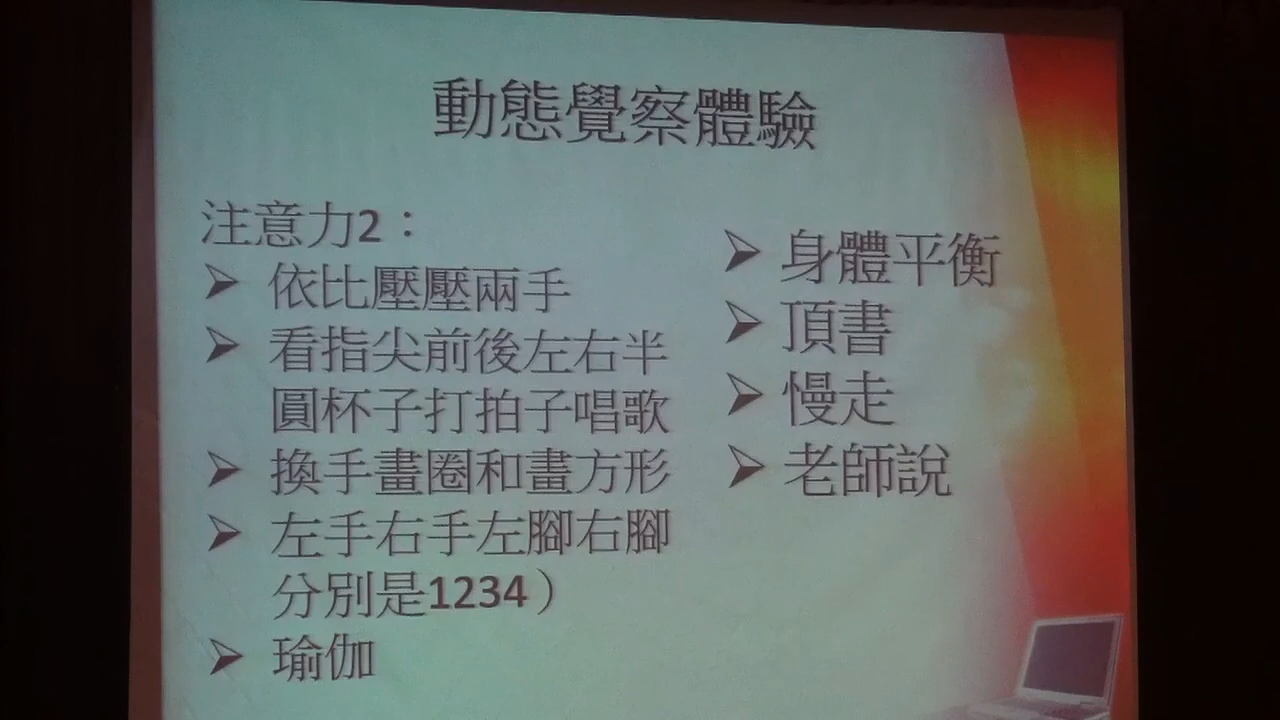 動態覺察體驗
注意力2：
➢ 依比壓壓兩手
➢ 看指尖前後左右半
圓杯子打拍子唱歌
➢ 換手畫圈和畫方形
➢ 左手右手左腳右腳
分別是1234）
➢ 瑜伽
➢ 身體平衡
➢ 頂書
➢ 慢走
➢ 老師說